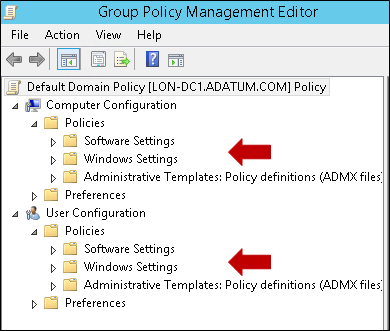 Group Policy Management Editor
File Action View Help
Default Domain Policy [LON-DC1.ADATUM.COM] Policy
Computer Configuration
Policies
Software Settings
Windows Settings
Administrative Templates: Policy definitions (ADMX files)
Preferences
User Configuration
Policies
Software Settings
Windows Settings
Administrative Templates: Policy definitions (ADMX files)
Preferences